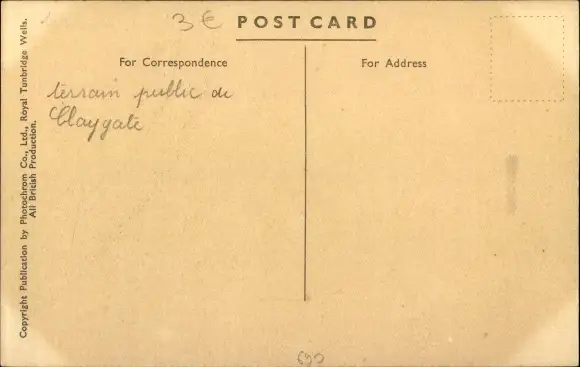 3 €
POST CARD
For Correspondence
For Address
terrain public de
Claygate
Copyright Publication by Photochrom Co., Ltd., Royal Tunbridge Wells.
All British Production.